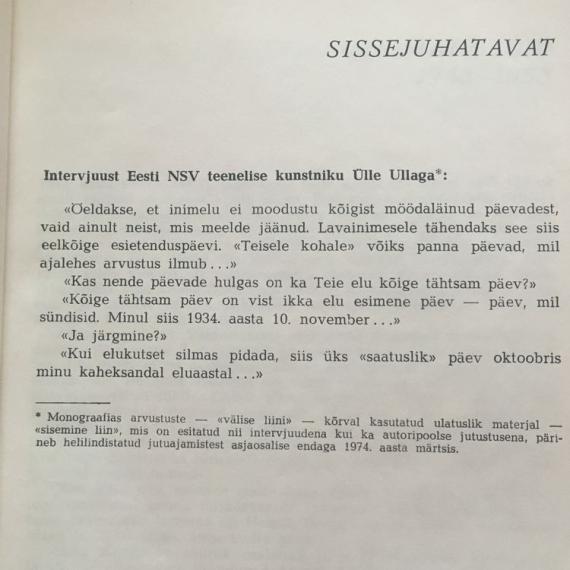 SISSEJUHATAVAT
Intervjuust Eesti NSV teenelise kunstniku Ülle Ullaga*:
«Öeldakse, et inimelu ei moodustu kõigist möödaläinud päevadest,
vaid ainult neist, mis meelde jäänud. Lavainimesele tähendaks see siis
eelkõige esietenduspäevi. «Teisele kohale» võiks panna päevad, mil
ajalehes arvustus ilmub...»
«Kas nende päevade hulgas on ka Teie elu kõige tähtsam päev?»
«Kõige tähtsam päev on vist ikka elu esimene päev — päev, mil
sündisid. Minul siis 1934. aasta 10. november...»
«Ja järgmine?»
«Kui elukutset silmas pidada, siis üks «saatuslik» päev oktoobris
minu kaheksandal eluaastal...»
* Monograafias arvustuste — «välise liini» — kõrval kasutatud ulatuslik materjal —
«sisemine liin», mis on esitatud nii intervjuudena kui ka autoripoolse jutustusena, päri-
neb helilindistatud jutuajamistest asjaosalise endaga 1974. aasta märtsis.